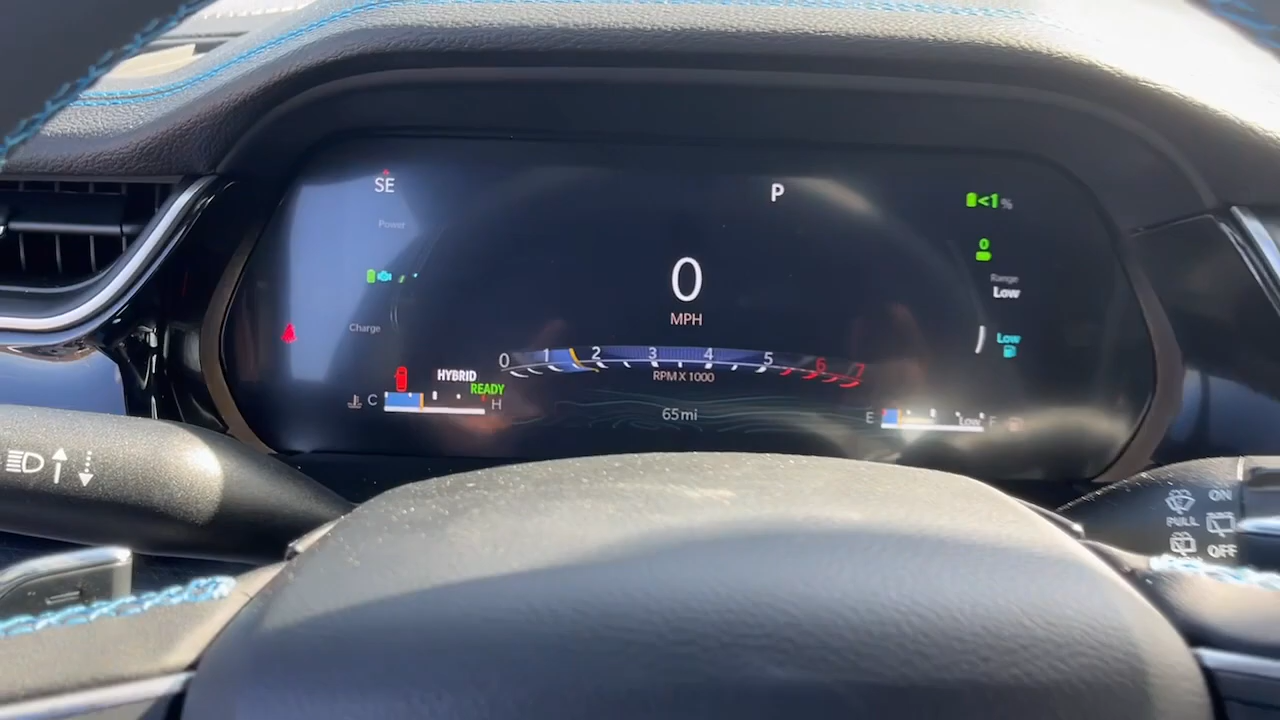 SE
P
<1 %
Power
0
Range
Low
0
MPH
Charge
Low
0 1 2 3 4 5 6 7
HYBRID
RPM X 1000
READY
C H
65mi
E Low F
ON
PULL
OFF